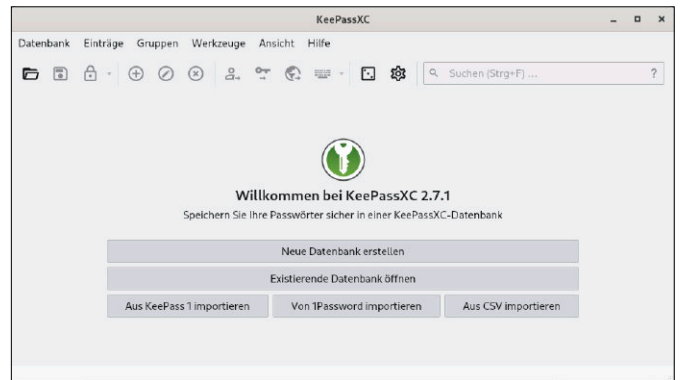 KeePassXC
Datenbank Einträge Gruppen Werkzeuge Ansicht Hilfe
Suchen (Strg+F) ... ?
Willkommen bei KeePassXC 2.7.1
Speichern Sie Ihre Passwörter sicher in einer KeePassXC-Datenbank
Neue Datenbank erstellen
Existierende Datenbank öffnen
Aus KeePass 1 importieren Von 1Password importieren Aus CSV importieren